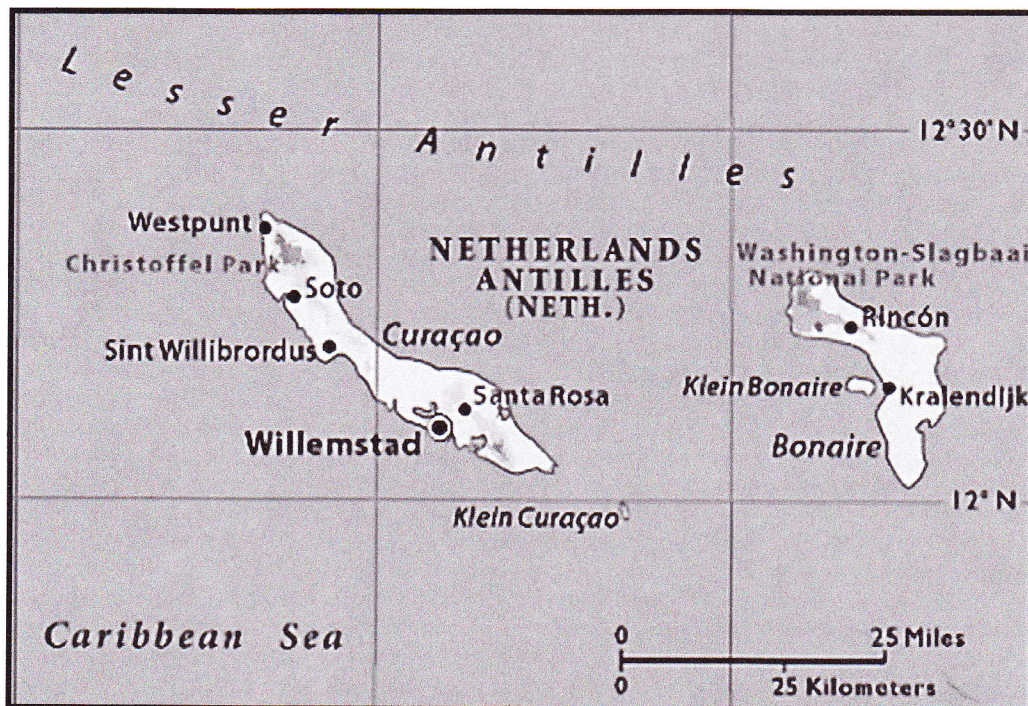 Lesser Antilles
12°30'N
Westpunt
Christoffel Park
Soto
Sint Willibrordus
Curaçao
Santa Rosa
Willemstad
NETHERLANDS
ANTILLES
(NETH.)
Washington-Slagbaai
National Park
Rincón
Klein Bonaire
Kralendijk
Bonaire
12° N
Klein Curaçao
Caribbean Sea
0 25 Miles
0 25 Kilometers